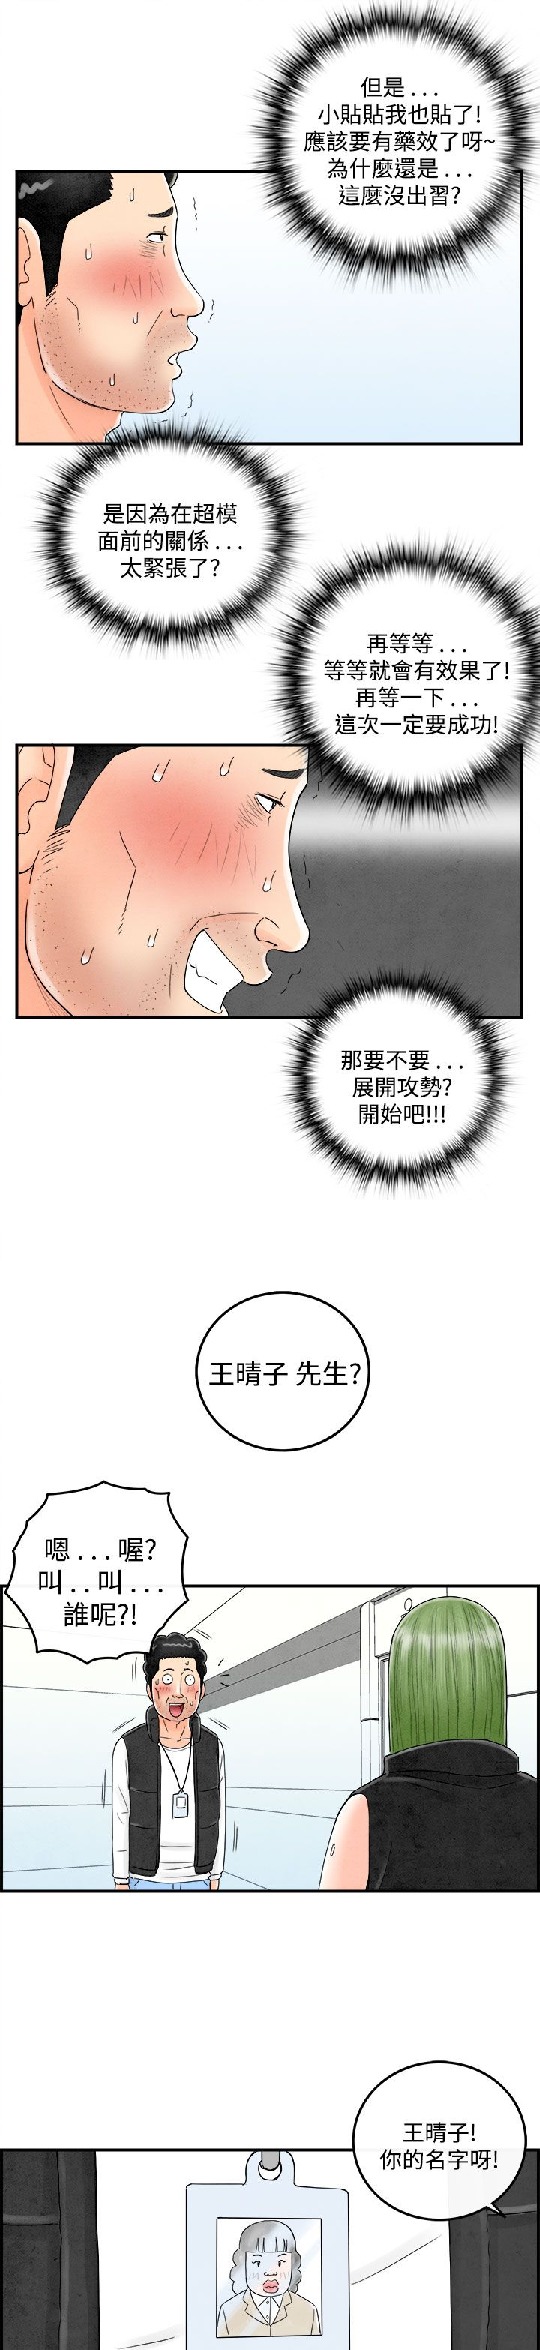 但是...
小貼貼我也貼了!
應該要有藥效了呀~
為什麼還是...
這麼沒出習?
是因為在超模
面前的關係...
太緊張了?
再等等...
等等就會有效果了!
再等一下...
這次一定要成功!
那要不要...
展開攻勢?
開始吧!!!
王晴子 先生?
嗯...喔?
叫..叫...
誰呢?!
王晴子!
你的名字呀!